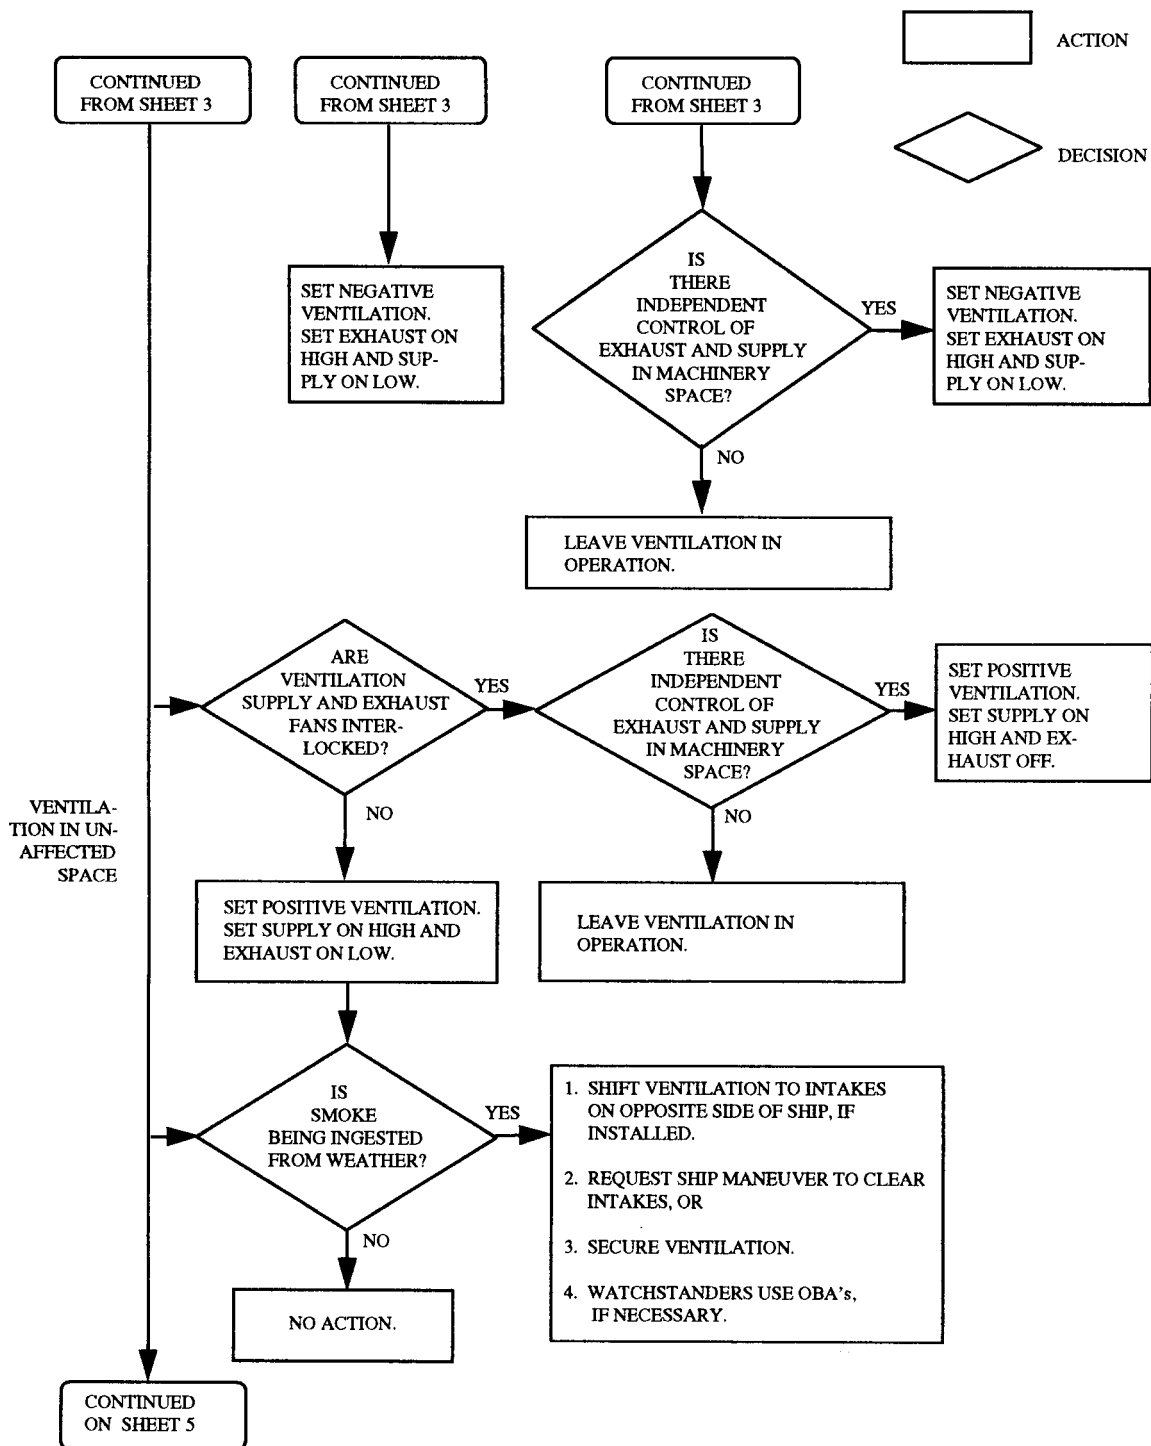 ACTION
CONTINUED
FROM SHEET 3
CONTINUED
FROM SHEET 3
CONTINUED
FROM SHEET 3
DECISION
SET NEGATIVE
VENTILATION.
SET EXHAUST ON
HIGH AND SUP-
PLY ON LOW.
IS
THERE
INDEPENDENT
CONTROL OF
EXHAUST AND SUPPLY
IN MACHINERY
SPACE?
YES
SET NEGATIVE
VENTILATION.
SET EXHAUST ON
HIGH AND SUP-
PLY ON LOW.
NO
LEAVE VENTILATION IN
OPERATION.
ARE
VENTILATION
SUPPLY AND EXHAUST
FANS INTER-
LOCKED?
YES
IS
THERE
INDEPENDENT
CONTROL OF
EXHAUST AND SUPPLY
IN MACHINERY
SPACE?
YES
SET POSITIVE
VENTILATION.
SET SUPPLY ON
HIGH AND EX-
HAUST OFF.
VENTILA-
TION IN UN-
AFFECTED
SPACE
NO
NO
SET POSITIVE VENTILATION.
SET SUPPLY ON HIGH AND
EXHAUST ON LOW.
LEAVE VENTILATION IN
OPERATION.
IS
SMOKE
BEING INGESTED
FROM WEATHER?
YES
1. SHIFT VENTILATION TO INTAKES
ON OPPOSITE SIDE OF SHIP, IF
INSTALLED.
2. REQUEST SHIP MANEUVER TO CLEAR
INTAKES, OR
3. SECURE VENTILATION.
4. WATCHSTANDERS USE OBA's,
IF NECESSARY.
NO
NO ACTION.
CONTINUED
ON SHEET 5